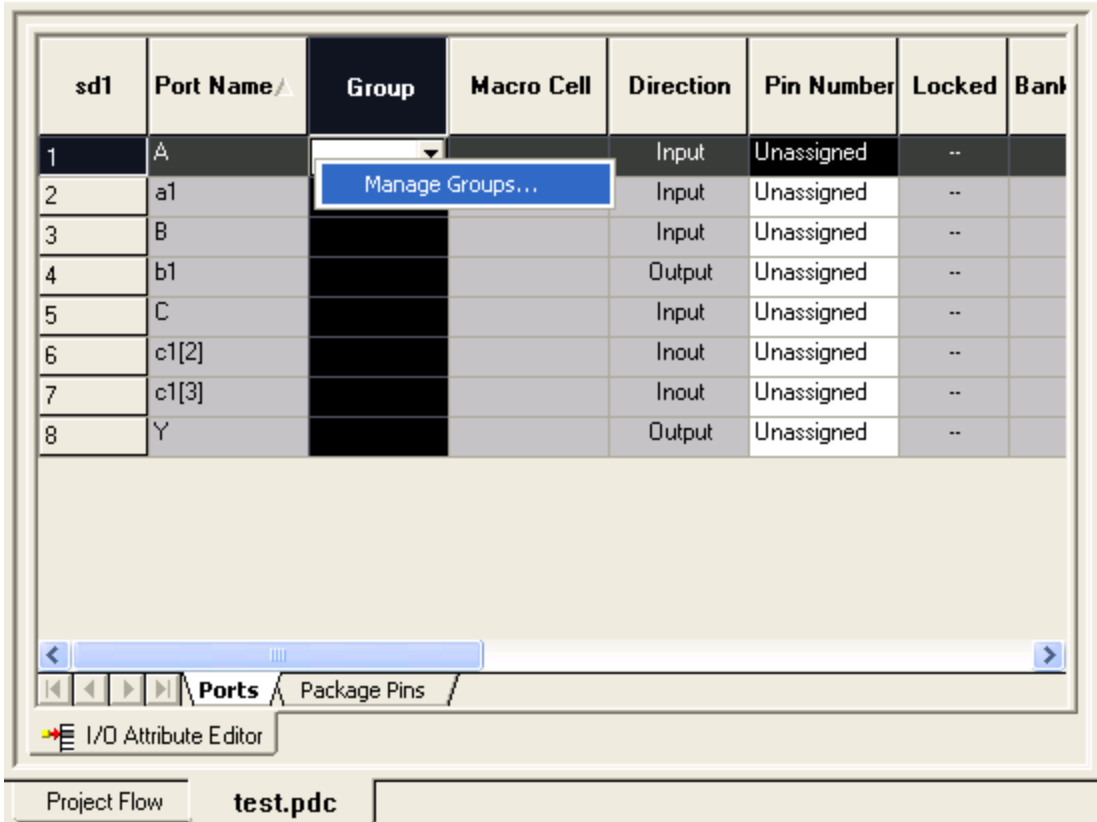 sd1 Port Name Group Macro Cell Direction Pin Number Locked Bank
1 A Input Unassigned --
Manage Groups...
2 a1 Input Unassigned --
3 B Input Unassigned --
4 b1 Output Unassigned --
5 C Input Unassigned --
6 c1[2] Inout Unassigned --
7 c1[3] Inout Unassigned --
8 Y Output Unassigned --
Ports Package Pins
I/O Attribute Editor
Project Flow test.pdc